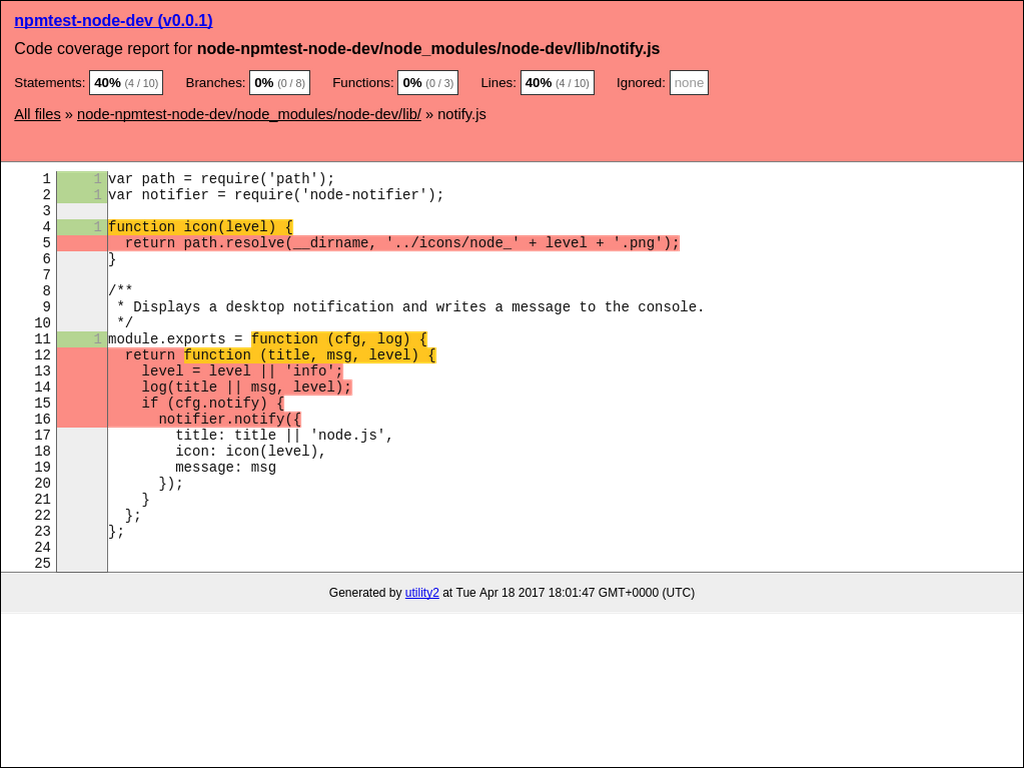 npmtest-node-dev (v0.0.1)
Code coverage report for node-npmtest-node-dev/node_modules/node-dev/lib/notify.js
Statements: 40% (4 / 10) Branches: 0% (0 / 8) Functions: 0% (0 / 3) Lines: 40% (4 / 10) Ignored: none
All files » node-npmtest-node-dev/node_modules/node-dev/lib/ » notify.js
1 1 var path = require('path');
2 1 var notifier = require('node-notifier');
3
4 1 function icon(level) {
5   return path.resolve(__dirname, '../icons/node_' + level + '.png');
6 }
7
8 /**
9  * Displays a desktop notification and writes a message to the console.
10  */
11 1 module.exports = function (cfg, log) {
12   return function (title, msg, level) {
13     level = level || 'info';
14     log(title || msg, level);
15     if (cfg.notify) {
16       notifier.notify({
17         title: title || 'node.js',
18         icon: icon(level),
19         message: msg
20       });
21     }
22   };
23 };
24
25
Generated by utility2 at Tue Apr 18 2017 18:01:47 GMT+0000 (UTC)